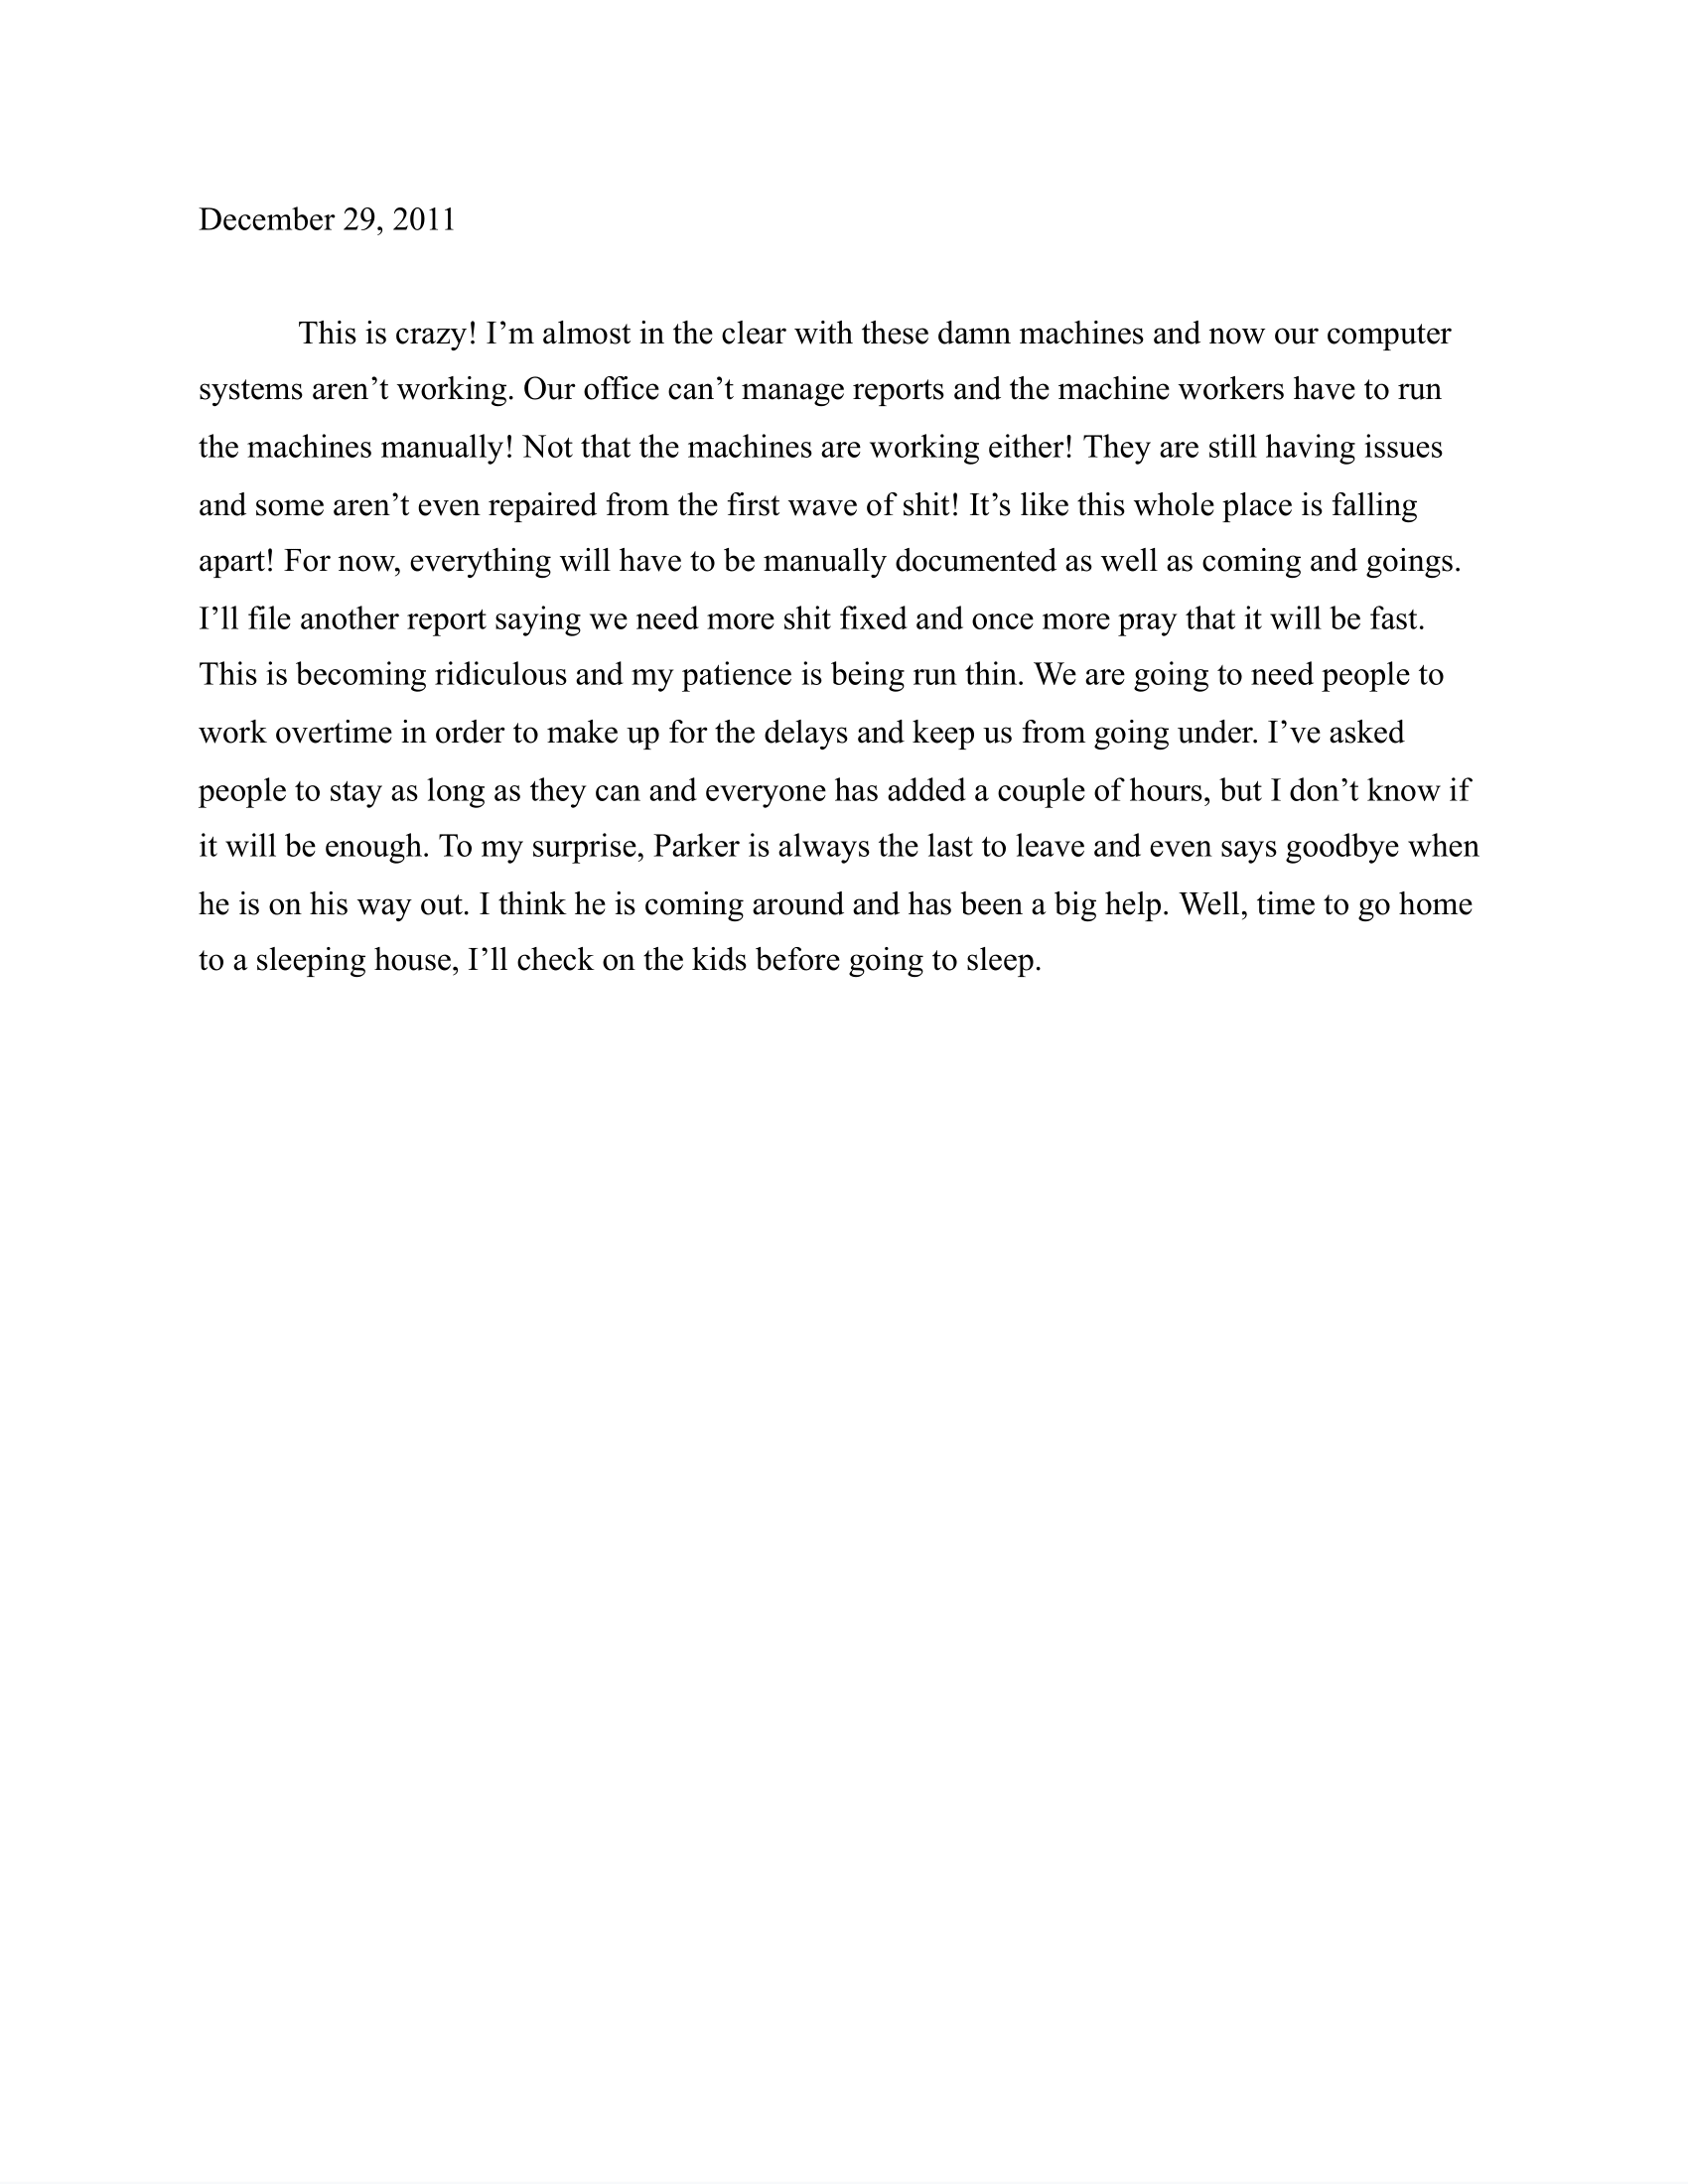 December 29, 2011
This is crazy! I’m almost in the clear with these damn machines and now our computer
systems aren’t working. Our office can’t manage reports and the machine workers have to run
the machines manually! Not that the machines are working either! They are still having issues
and some aren’t even repaired from the first wave of shit! It’s like this whole place is falling
apart! For now, everything will have to be manually documented as well as coming and goings.
I’ll file another report saying we need more shit fixed and once more pray that it will be fast.
This is becoming ridiculous and my patience is being run thin. We are going to need people to
work overtime in order to make up for the delays and keep us from going under. I’ve asked
people to stay as long as they can and everyone has added a couple of hours, but I don’t know if
it will be enough. To my surprise, Parker is always the last to leave and even says goodbye when
he is on his way out. I think he is coming around and has been a big help. Well, time to go home
to a sleeping house, I’ll check on the kids before going to sleep.